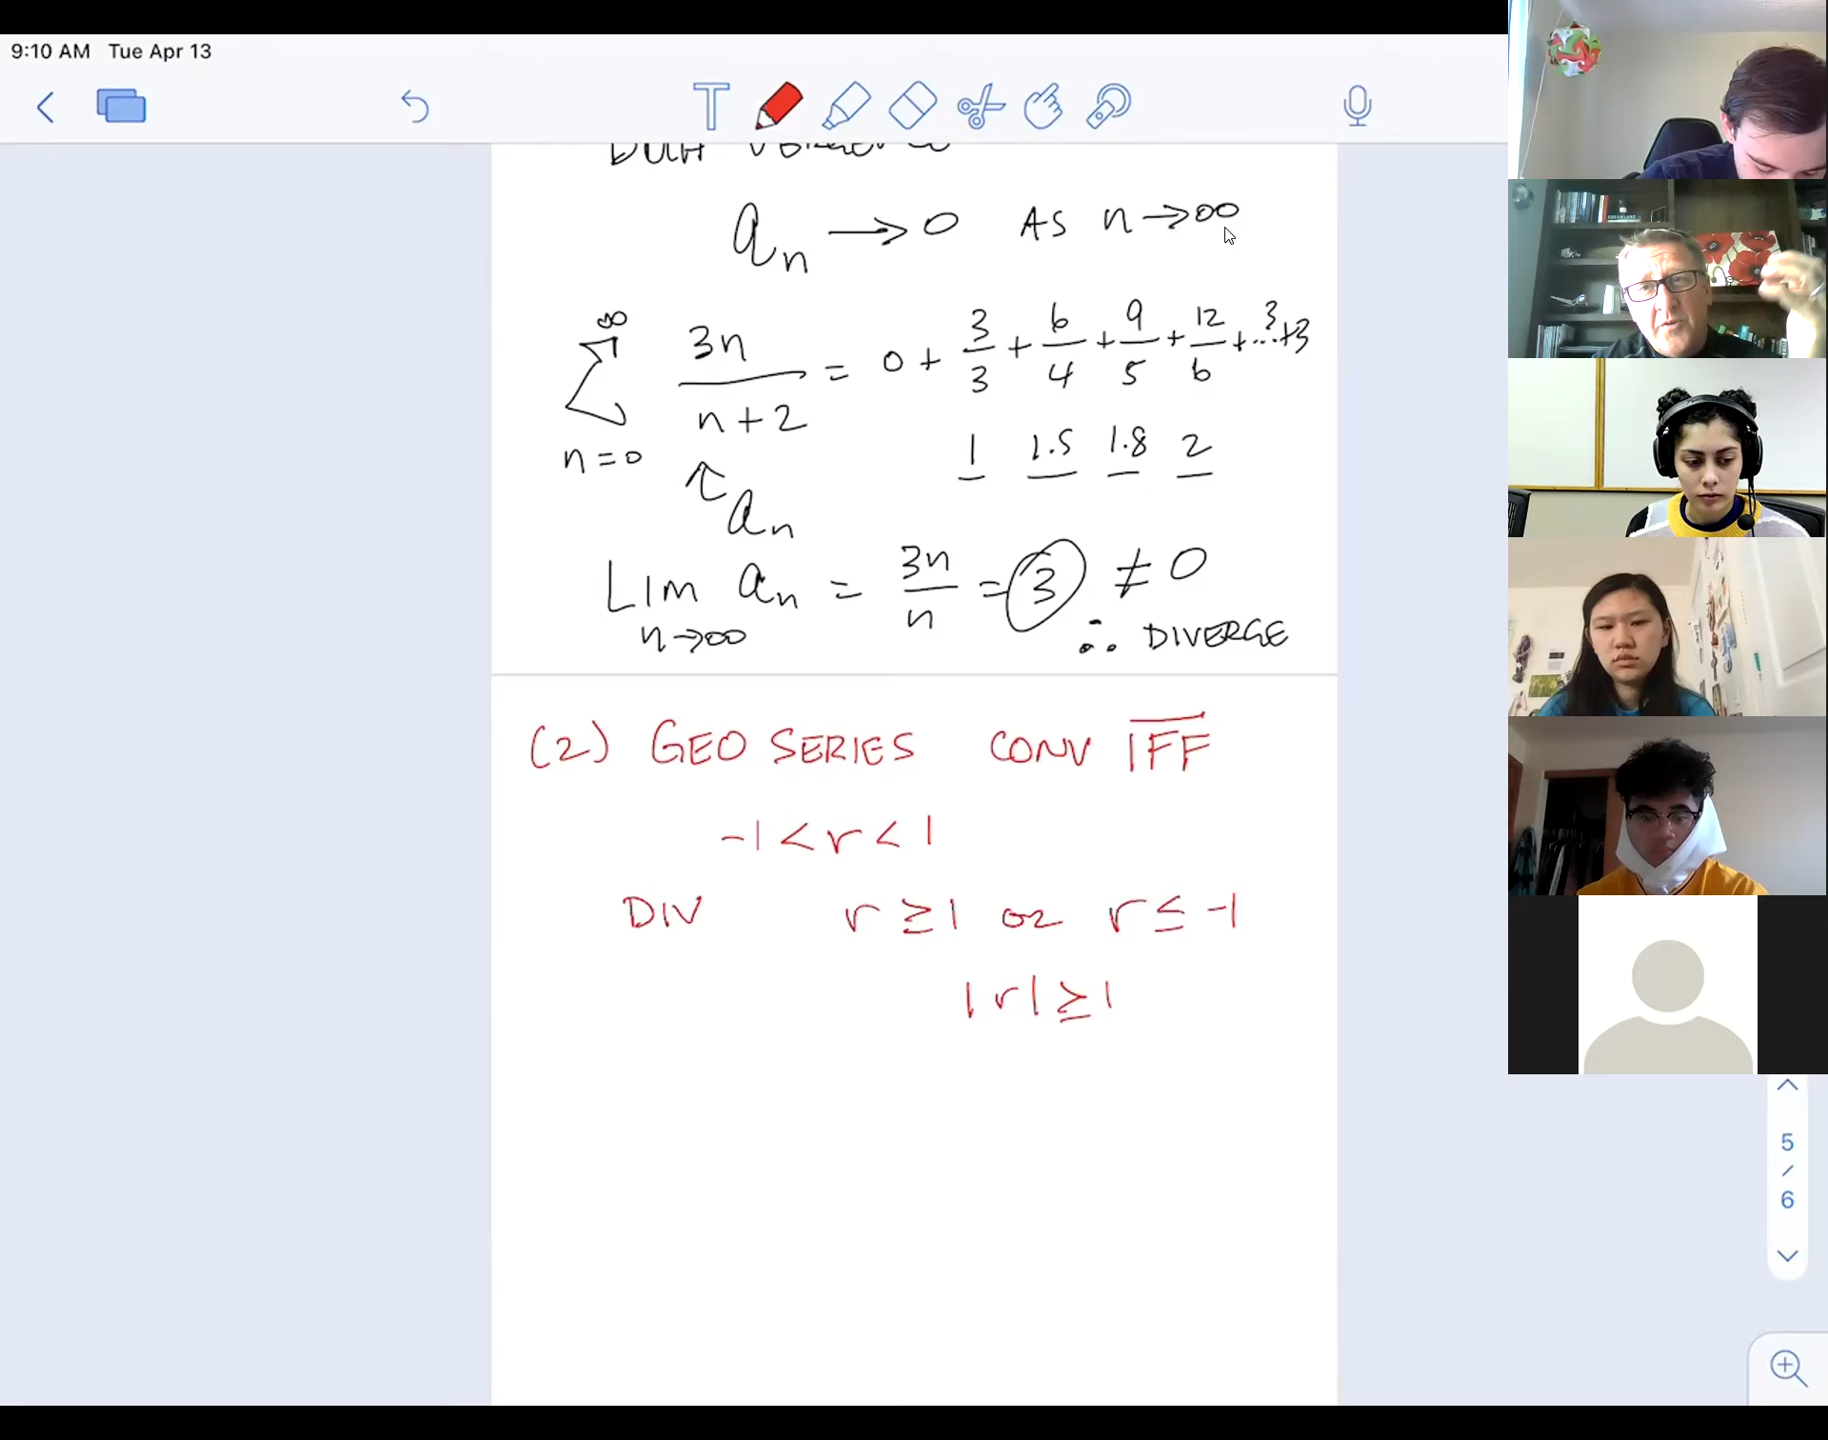 9:10 AM Tue Apr 13
T
aₙ → 0 AS n → ∞
∞
Σ 3n/(n+2) = 0 + 3/3 + 6/4 + 9/5 + 12/6 + ... 3 + 3
n = 0
1 1.5 1.8 2
↑ aₙ
LIM aₙ = 3n/n = 3 ≠ 0
n → ∞
∴ DIVERGE
(2) GEO SERIES CONV IFF
-1 < r < 1
DIV r ≥ 1 or r ≤ -1
|r| ≥ 1
5
/
6